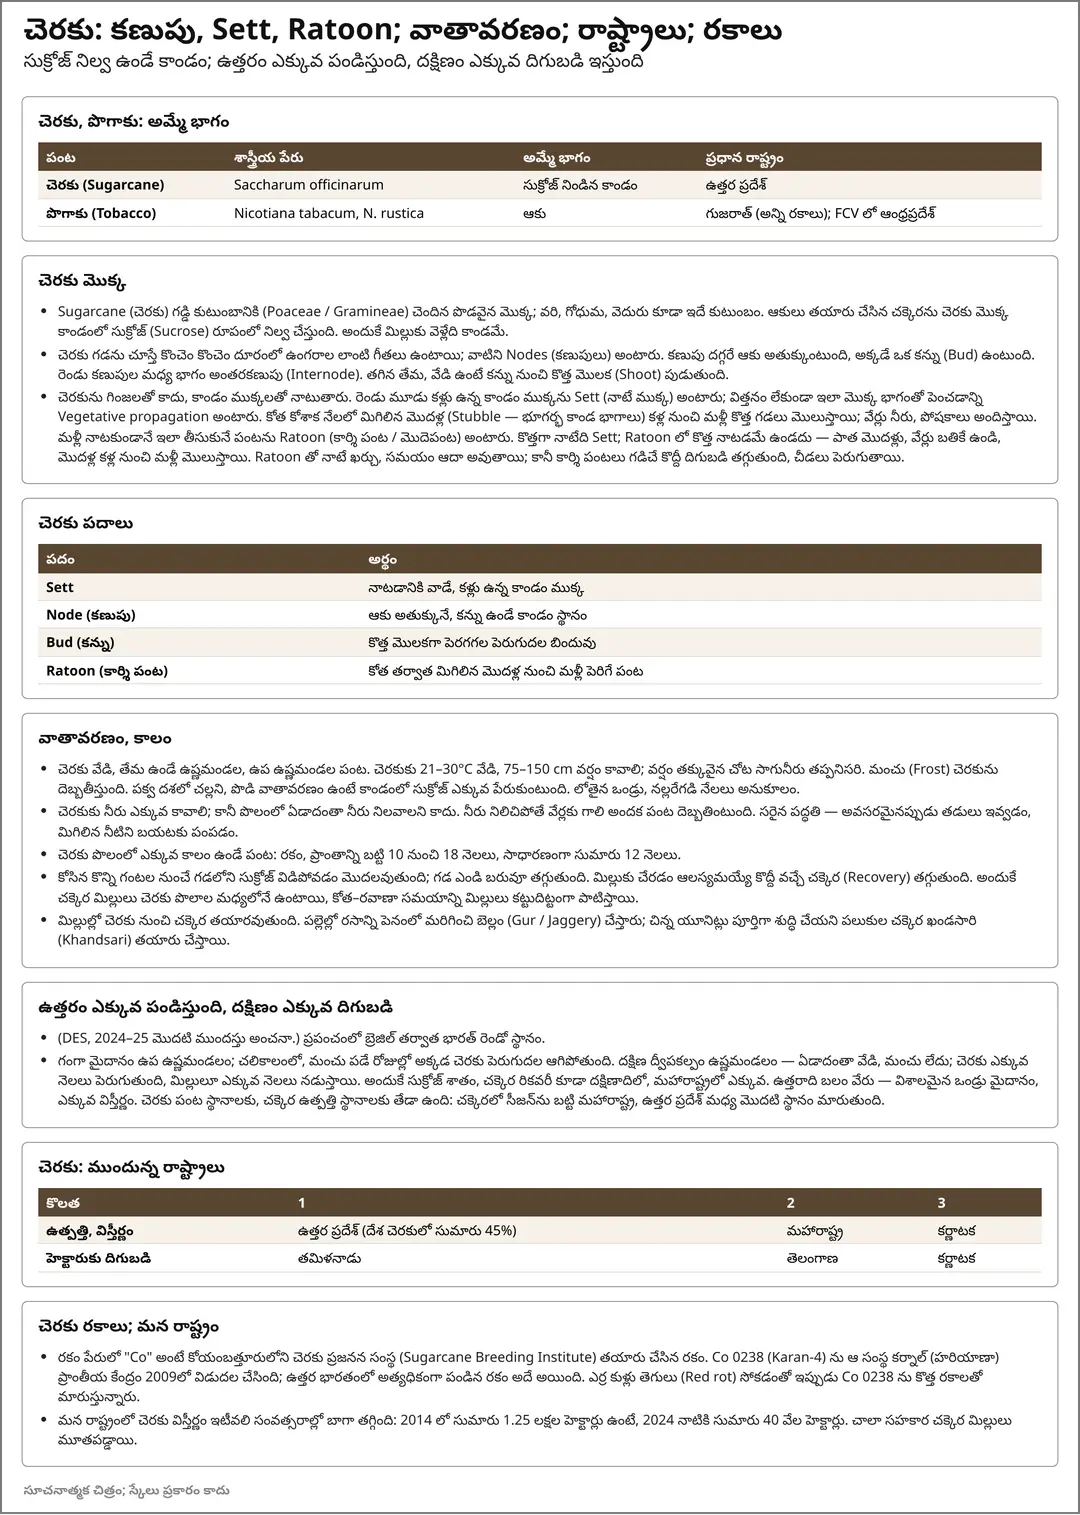 చెరకు: కణుపు, Sett, Ratoon; వాతావరణం; రాష్ట్రాలు; రకాలు
సుక్రోజ్ నిల్వ ఉండే కాండం; ఉత్తరం ఎక్కువ పండిస్తుంది, దక్షిణం ఎక్కువ దిగుబడి ఇస్తుంది
చెరకు, పొగాకు: అమ్మే భాగం
పంట శాస్త్రీయ పేరు అమ్మే భాగం ప్రధాన రాష్ట్రం
చెరకు (Sugarcane) Saccharum officinarum సుక్రోజ్ నిండిన కాండం ఉత్తర ప్రదేశ్
పొగాకు (Tobacco) Nicotiana tabacum, N. rustica ఆకు గుజరాత్ (అన్ని రకాలు); FCV లో ఆంధ్రప్రదేశ్
చెరకు మొక్క
• Sugarcane (చెరకు) గడ్డి కుటుంబానికి (Poaceae / Gramineae) చెందిన పొడవైన మొక్క; వరి, గోధుమ, వెదురు కూడా ఇదే కుటుంబం. ఆకులు తయారు చేసిన చక్కెరను చెరకు మొక్క
కాండంలో సుక్రోజ్ (Sucrose) రూపంలో నిల్వ చేస్తుంది. అందుకే మిల్లుకు వెళ్లేది కాండమే.
• చెరకు గడను చూస్తే కొంచెం కొంచెం దూరంలో ఉంగరాల లాంటి గీతలు ఉంటాయి; వాటిని Nodes (కణుపులు) అంటారు. కణుపు దగ్గరే ఆకు అతుక్కుంటుంది, అక్కడే ఒక కన్ను (Bud) ఉంటుంది.
రెండు కణుపుల మధ్య భాగం అంతరకణుపు (Internode). తగిన తేమ, వేడి ఉంటే కన్ను నుంచి కొత్త మొలక (Shoot) పుడుతుంది.
• చెరకును గింజలతో కాదు, కాండం ముక్కలతో నాటుతారు. రెండు మూడు కళ్లు ఉన్న కాండం ముక్కను Sett (నాటే ముక్క) అంటారు; విత్తనం లేకుండా ఇలా మొక్క భాగంతో పెంచడాన్ని
Vegetative propagation అంటారు. కోత కోశాక నేలలో మిగిలిన మొదళ్ల (Stubble — భూగర్భ కాండ భాగాలు) కళ్ల నుంచి మళ్లీ కొత్త గడలు మొలుస్తాయి; వేర్లు నీరు, పోషకాలు అందిస్తాయి.
మళ్లీ నాటకుండానే ఇలా తీసుకునే పంటను Ratoon (కార్శి పంట / మొదెపంట) అంటారు. కొత్తగా నాటేది Sett; Ratoon లో కొత్త నాటడమే ఉండదు — పాత మొదళ్లు, వేర్లు బతికే ఉండి,
మొదళ్ల కళ్ల నుంచి మళ్లీ మొలుస్తాయి. Ratoon తో నాటే ఖర్చు, సమయం ఆదా అవుతాయి; కానీ కార్శి పంటలు గడిచే కొద్దీ దిగుబడి తగ్గుతుంది, చీడలు పెరుగుతాయి.
చెరకు పదాలు
పదం అర్థం
Sett నాటడానికి వాడే, కళ్లు ఉన్న కాండం ముక్క
Node (కణుపు) ఆకు అతుక్కునే, కన్ను ఉండే కాండం స్థానం
Bud (కన్ను) కొత్త మొలకగా పెరగగల పెరుగుదల బిందువు
Ratoon (కార్శి పంట) కోత తర్వాత మిగిలిన మొదళ్ల నుంచి మళ్లీ పెరిగే పంట
వాతావరణం, కాలం
• చెరకు వేడి, తేమ ఉండే ఉష్ణమండల, ఉప ఉష్ణమండల పంట. చెరకుకు 21–30°C వేడి, 75–150 cm వర్షం కావాలి; వర్షం తక్కువైన చోట సాగునీరు తప్పనిసరి. మంచు (Frost) చెరకును
దెబ్బతీస్తుంది. పక్వ దశలో చల్లని, పొడి వాతావరణం ఉంటే కాండంలో సుక్రోజ్ ఎక్కువ పేరుకుంటుంది. లోతైన ఒండ్రు, నల్లరేగడి నేలలు అనుకూలం.
• చెరకుకు నీరు ఎక్కువ కావాలి; కానీ పొలంలో ఏడాదంతా నీరు నిలవాలని కాదు. నీరు నిలిచిపోతే వేర్లకు గాలి అందక పంట దెబ్బతింటుంది. సరైన పద్ధతి — అవసరమైనప్పుడు తడులు ఇవ్వడం,
మిగిలిన నీటిని బయటకు పంపడం.
• చెరకు పొలంలో ఎక్కువ కాలం ఉండే పంట: రకం, ప్రాంతాన్ని బట్టి 10 నుంచి 18 నెలలు, సాధారణంగా సుమారు 12 నెలలు.
• కోసిన కొన్ని గంటల నుంచే గడలోని సుక్రోజ్ విడిపోవడం మొదలవుతుంది; గడ ఎండి బరువూ తగ్గుతుంది. మిల్లుకు చేరడం ఆలస్యమయ్యే కొద్దీ వచ్చే చక్కెర (Recovery) తగ్గుతుంది. అందుకే
చక్కెర మిల్లులు చెరకు పొలాల మధ్యలోనే ఉంటాయి, కోత–రవాణా సమయాన్ని మిల్లులు కట్టుదిట్టంగా పాటిస్తాయి.
• మిల్లుల్లో చెరకు నుంచి చక్కెర తయారవుతుంది. పల్లెల్లో రసాన్ని పెనంలో మరిగించి బెల్లం (Gur / Jaggery) చేస్తారు; చిన్న యూనిట్లు పూర్తిగా శుద్ధి చేయని పలుకుల చక్కెర ఖండసారి
(Khandsari) తయారు చేస్తాయి.
ఉత్తరం ఎక్కువ పండిస్తుంది, దక్షిణం ఎక్కువ దిగుబడి
• (DES, 2024–25 మొదటి ముందస్తు అంచనా.) ప్రపంచంలో బ్రెజిల్ తర్వాత భారత్ రెండో స్థానం.
• గంగా మైదానం ఉప ఉష్ణమండలం; చలికాలంలో, మంచు పడే రోజుల్లో అక్కడ చెరకు పెరుగుదల ఆగిపోతుంది. దక్షిణ ద్వీపకల్పం ఉష్ణమండలం — ఏడాదంతా వేడి, మంచు లేదు; చెరకు ఎక్కువ
నెలలు పెరుగుతుంది, మిల్లులూ ఎక్కువ నెలలు నడుస్తాయి. అందుకే సుక్రోజ్ శాతం, చక్కెర రికవరీ కూడా దక్షిణాదిలో, మహారాష్ట్రలో ఎక్కువ. ఉత్తరాది బలం వేరు — విశాలమైన ఒండ్రు మైదానం,
ఎక్కువ విస్తీర్ణం. చెరకు పంట స్థానాలకు, చక్కెర ఉత్పత్తి స్థానాలకు తేడా ఉంది: చక్కెరలో సీజన్‌ను బట్టి మహారాష్ట్ర, ఉత్తర ప్రదేశ్ మధ్య మొదటి స్థానం మారుతుంది.
చెరకు: ముందున్న రాష్ట్రాలు
కొలత 1 2 3
ఉత్పత్తి, విస్తీర్ణం ఉత్తర ప్రదేశ్ (దేశ చెరకులో సుమారు 45%) మహారాష్ట్ర కర్ణాటక
హెక్టారుకు దిగుబడి తమిళనాడు తెలంగాణ కర్ణాటక
చెరకు రకాలు; మన రాష్ట్రం
• రకం పేరులో "Co" అంటే కోయంబత్తూరులోని చెరకు ప్రజనన సంస్థ (Sugarcane Breeding Institute) తయారు చేసిన రకం. Co 0238 (Karan-4) ను ఆ సంస్థ కర్నాల్ (హరియాణా)
ప్రాంతీయ కేంద్రం 2009లో విడుదల చేసింది; ఉత్తర భారతంలో అత్యధికంగా పండిన రకం అదే అయింది. ఎర్ర కుళ్లు తెగులు (Red rot) సోకడంతో ఇప్పుడు Co 0238 ను కొత్త రకాలతో
మారుస్తున్నారు.
• మన రాష్ట్రంలో చెరకు విస్తీర్ణం ఇటీవలి సంవత్సరాల్లో బాగా తగ్గింది: 2014 లో సుమారు 1.25 లక్షల హెక్టార్లు ఉంటే, 2024 నాటికి సుమారు 40 వేల హెక్టార్లు. చాలా సహకార చక్కెర మిల్లులు
మూతపడ్డాయి.
సూచనాత్మక చిత్రం; స్కేలు ప్రకారం కాదు